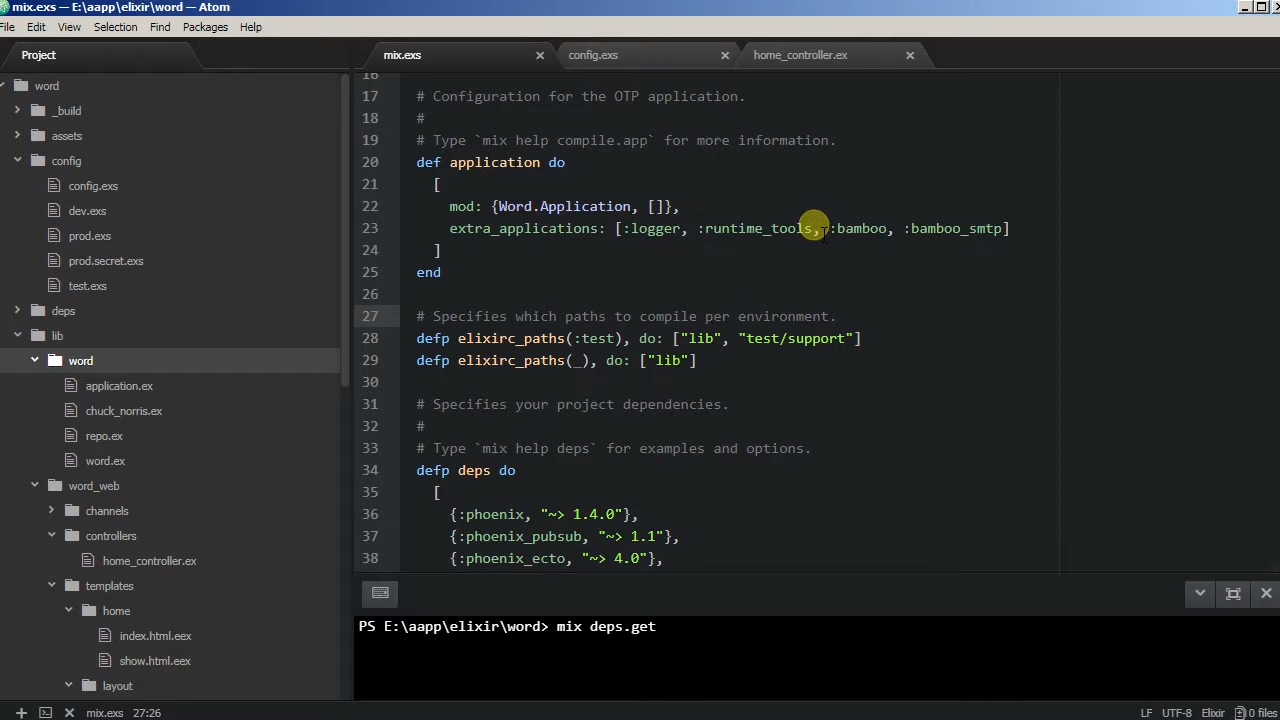 mix.exs — E:\aapp\elixir\word — Atom
File Edit View Selection Find Packages Help
Project
mix.exs
config.exs
home_controller.ex
word
_build
assets
config
config.exs
dev.exs
prod.exs
prod.secret.exs
test.exs
deps
lib
word
application.ex
chuck_norris.ex
repo.ex
word.ex
word_web
channels
controllers
home_controller.ex
templates
home
index.html.eex
show.html.eex
layout
16
17 # Configuration for the OTP application.
18 #
19 # Type `mix help compile.app` for more information.
20 def application do
21 [
22 mod: {Word.Application, []},
23 extra_applications: [:logger, :runtime_tools, :bamboo, :bamboo_smtp]
24 ]
25 end
26
27 # Specifies which paths to compile per environment.
28 defp elixirc_paths(:test), do: ["lib", "test/support"]
29 defp elixirc_paths(_), do: ["lib"]
30
31 # Specifies your project dependencies.
32 #
33 # Type `mix help deps` for examples and options.
34 defp deps do
35 [
36 {:phoenix, "~> 1.4.0"},
37 {:phoenix_pubsub, "~> 1.1"},
38 {:phoenix_ecto, "~> 4.0"},
PS E:\aapp\elixir\word> mix deps.get
mix.exs 27:26
LF UTF-8 Elixir 0 files